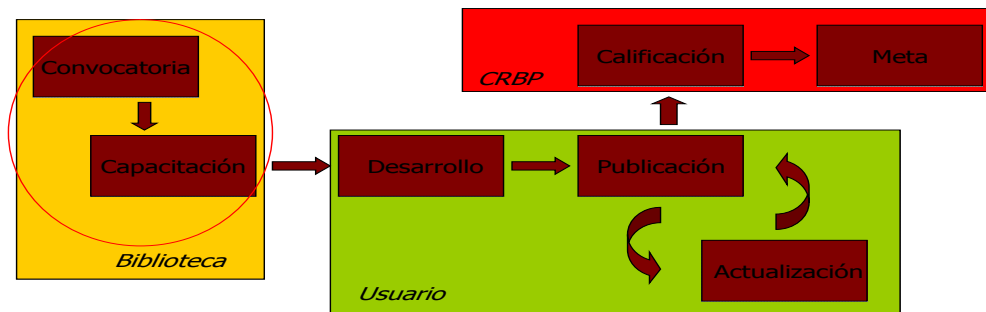 Convocatoria
Capacitación
Biblioteca
Desarrollo
Publicación
Actualización
Usuario
Calificación
Meta
CRBP